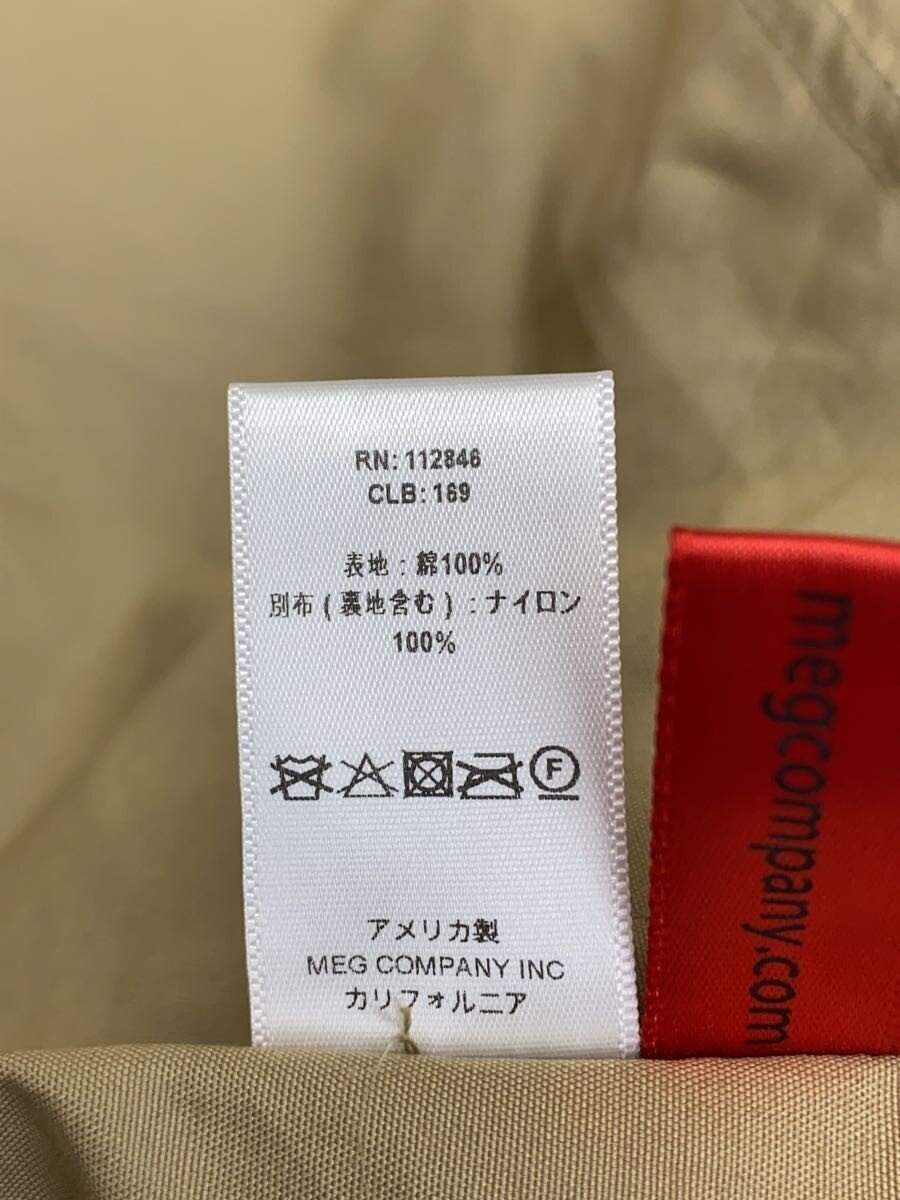 RN: 112846
CLB: 169
表地 : 綿100%
別布 ( 裏地含む ) : ナイロン
100%
F
アメリカ製
MEG COMPANY INC
カリフォルニア
megcompany.com